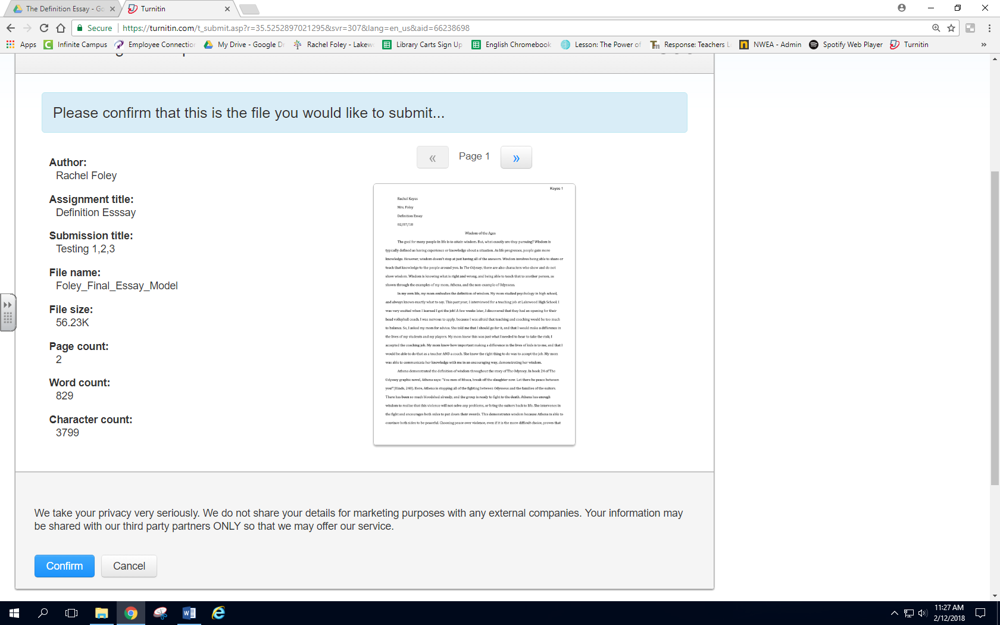 The Definition Essay - Go
Turnitin
Secure
https://turnitin.com/t_submit.asp?r=35.5252897021295&svr=307&lang=en_us&aid=66238698
Apps
Infinite Campus
Employee Connection
My Drive - Google Dr
Rachel Foley - Lakew
Library Carts Sign Up
English Chromebook
Lesson: The Power of
Response: Teachers L
NWEA - Admin
Spotify Web Player
Turnitin
Please confirm that this is the file you would like to submit...
Author:
Rachel Foley
Assignment title:
Definition Esssay
Submission title:
Testing 1,2,3
File name:
Foley_Final_Essay_Model
File size:
56.23K
Page count:
2
Word count:
829
Character count:
3799
« Page 1 »
Keyes 1
Rachel Keyes
Mrs. Foley
Definition Essay
02/07/18
Wisdom of the Ages
The goal for many people in life is to attain wisdom. But, what exactly are they pursuing? Wisdom is
typically defined as having experience or knowledge about a situation. As life progresses, people gain more
knowledge. However, wisdom doesn't stop at just having all of the answers. Wisdom involves being able to share or
teach that knowledge to the people around you. In The Odyssey, there are also characters who show and do not
show wisdom. Wisdom is knowing what is right and wrong, and being able to teach that to another person, as
shown through the examples of my mom, Athena, and the non-example of Odysseus.
In my own life, my mom embodies the definition of wisdom. My mom studied psychology in high school,
and always knows exactly what to say. This past year, I interviewed for a teaching job at Lakewood High School. I
was very excited when I learned I got the job! A few weeks later, I discovered that they had an opening for their
head volleyball coach. I was nervous to apply, because I was afraid that teaching and coaching would be too much
to balance. So, I asked my mom for advice. She told me that I should go for it, and that I would make a difference in
the lives of my students and my players. My mom knew this was just what I needed to hear to take the risk; I
accepted the coaching job. My mom knew how important making a difference in the lives of kids is to me, and that I
would be able to do that as a teacher AND a coach. She knew the right thing to do was to accept the job. My mom
was able to communicate her knowledge with me in an encouraging way, demonstrating her wisdom.
Athena demonstrated the definition of wisdom throughout the story of The Odyssey. In book 24 of The
Odyssey graphic novel, Athena says: "You men of Ithaca, break off the slaughter now. Let there be peace between
you!"(Hinds, 248). Here, Athena is stopping all of the fighting between Odysseus and the families of the suitors.
There has been so much bloodshed already, and the group is ready to fight to the death. Athena has enough
wisdom to realize that this violence will not solve any problems, or bring the suitors back to life. She intervenes in
the fight and encourages both sides to put down their swords. This demonstrates wisdom because Athena is able to
convince both sides to be peaceful. Choosing peace over violence, even if it is the more difficult choice, proves that
We take your privacy very seriously. We do not share your details for marketing purposes with any external companies. Your information may
be shared with our third party partners ONLY so that we may offer our service.
Confirm
Cancel
11:27 AM
2/12/2018